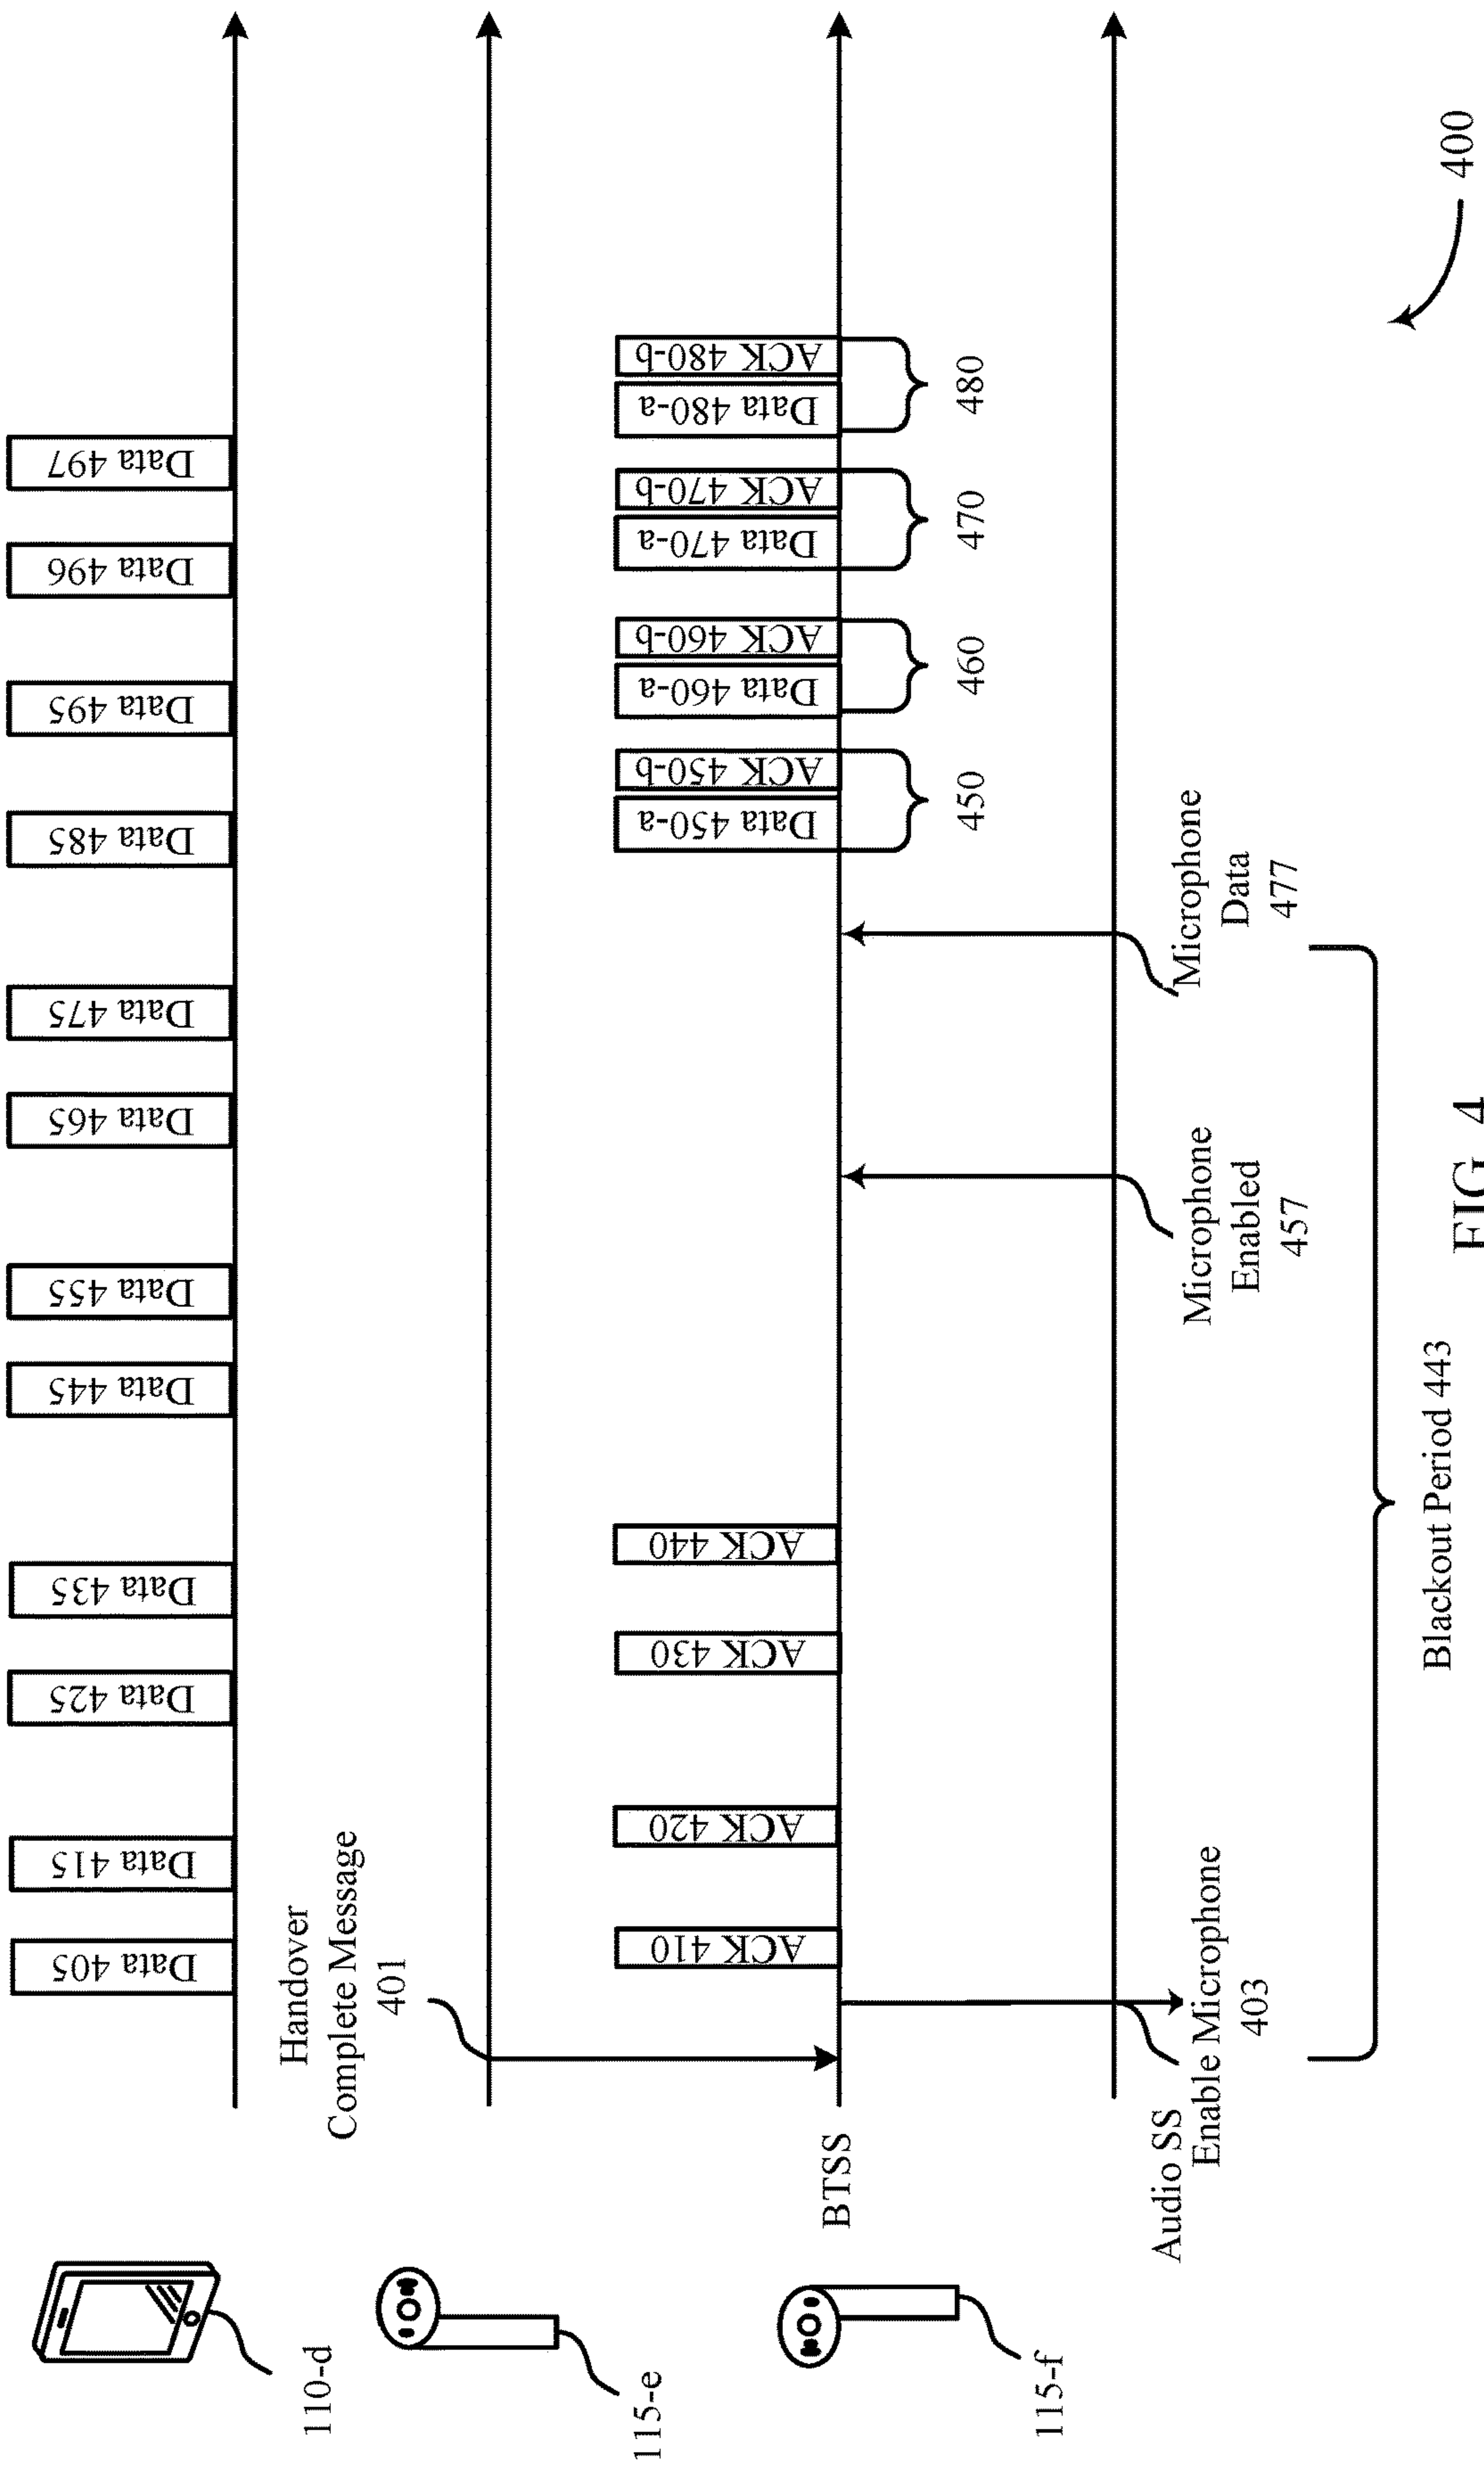 110-d
115-e
115-f
BTSS
Audio SS
Data 405
Data 415
Data 425
Data 435
Data 445
Data 455
Data 465
Data 475
Data 485
Data 495
Data 496
Data 497
Handover
Complete Message
401
ACK 410
ACK 420
ACK 430
ACK 440
Data 450-a
ACK 450-b
Data 460-a
ACK 460-b
Data 470-a
ACK 470-b
Data 480-a
ACK 480-b
450
460
470
480
Enable Microphone
403
Microphone
Enabled
457
Microphone
Data
477
Blackout Period 443
400
FIG. 4